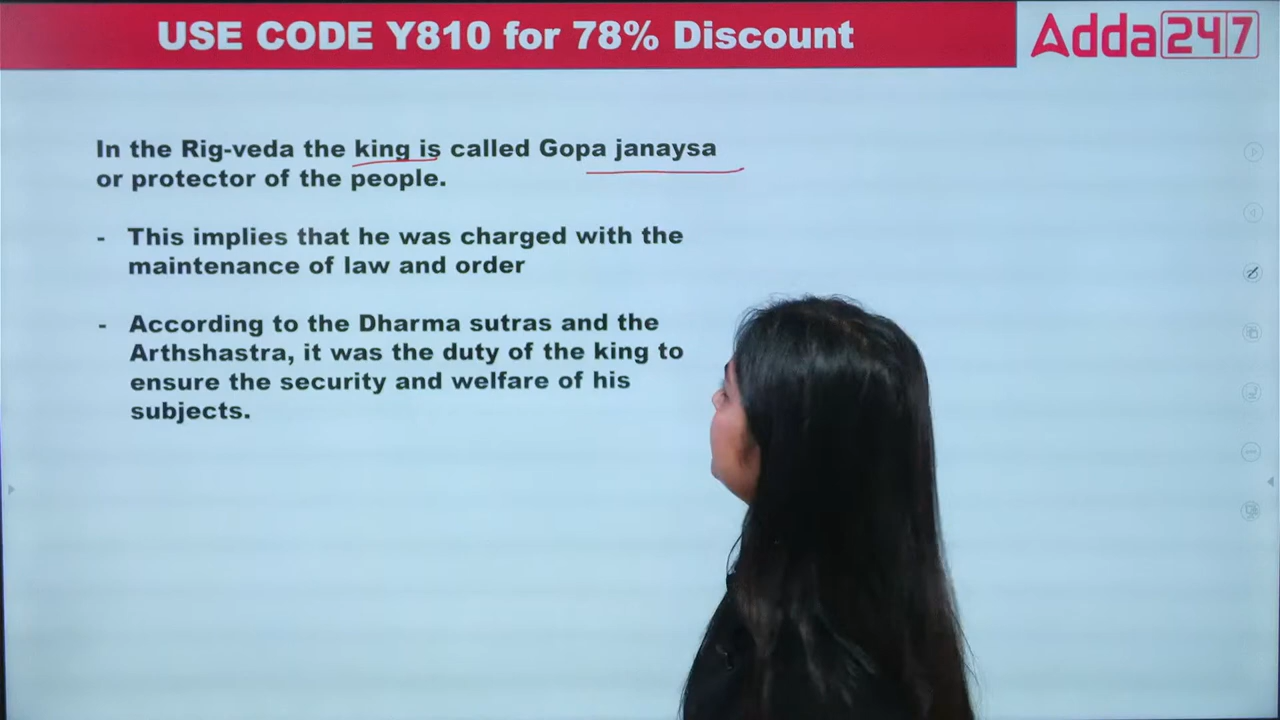 USE CODE Y810 for 78% Discount
Adda247
In the Rig-veda the king is called Gopa janaysa
or protector of the people.
- This implies that he was charged with the
maintenance of law and order
- According to the Dharma sutras and the
Arthshastra, it was the duty of the king to
ensure the security and welfare of his
subjects.